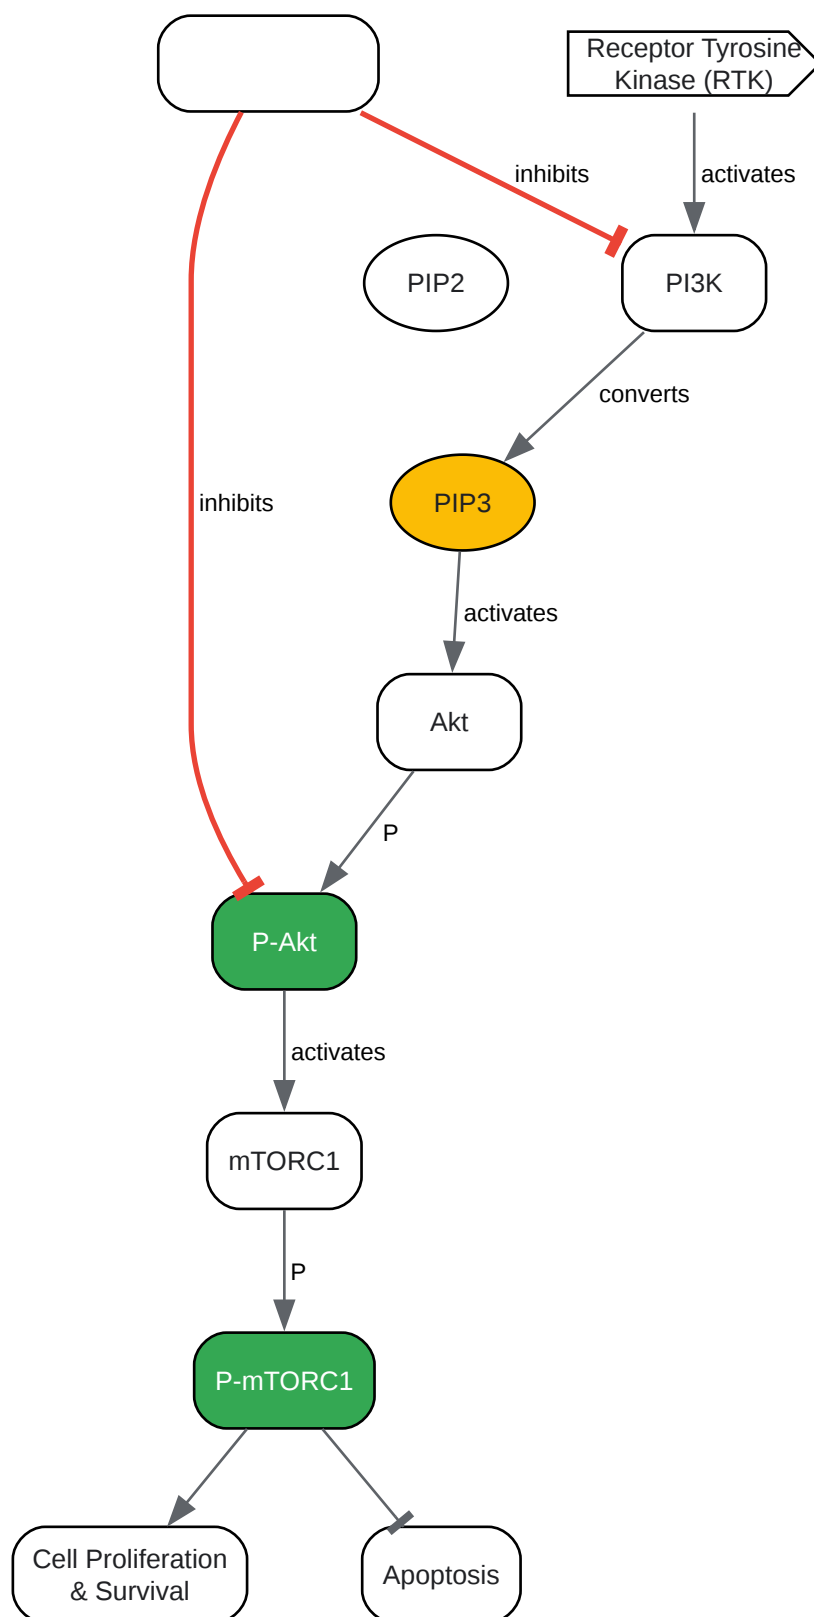 Receptor Tyrosine
Kinase (RTK)
inhibits
activates
PIP2
PI3K
converts
inhibits
PIP3
activates
Akt
P
P-Akt
activates
mTORC1
P
P-mTORC1
Cell Proliferation
& Survival
Apoptosis